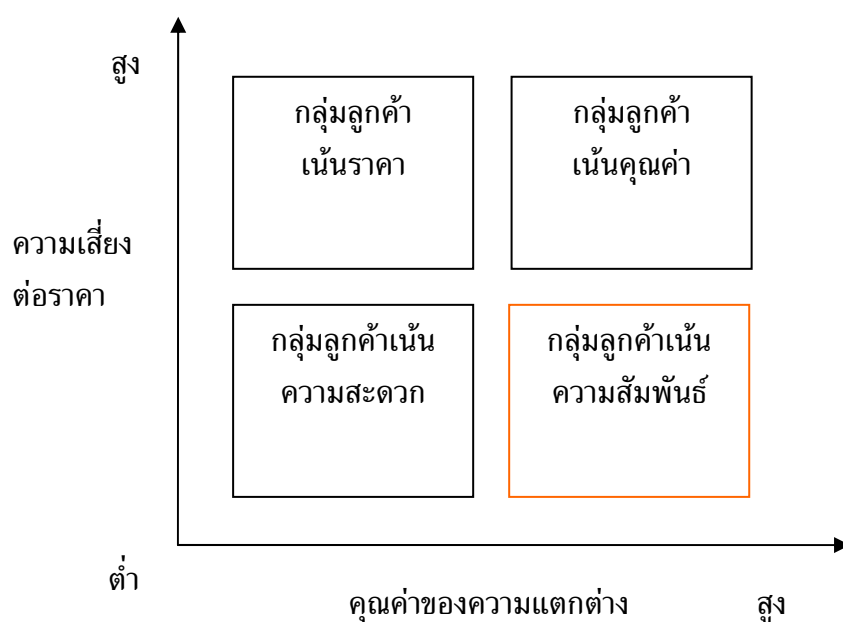 สูง
กลุ่มลูกค้า
เน้นราคา
กลุ่มลูกค้า
เน้นคุณค่า
ความเสี่ยง
ต่อราคา
กลุ่มลูกค้าเน้น
ความสะดวก
กลุ่มลูกค้าเน้น
ความสัมพันธ์
ต่ำ
คุณค่าของความแตกต่าง สูง